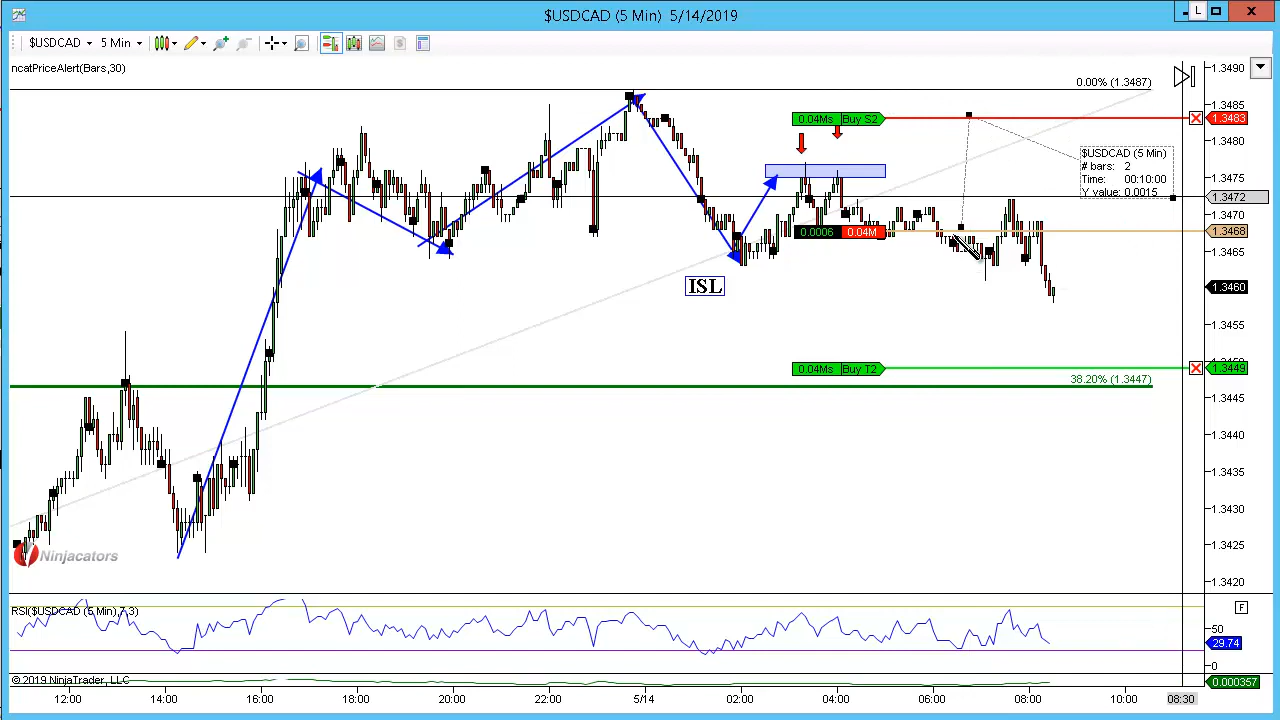 $USDCAD (5 Min) 5/14/2019
L
$USDCAD 5 Min
ncatPriceAlert(Bars,30)
0.00% (1.3487)
0.04Ms Buy S2
$USDCAD (5 Min)
# bars: 2
Time: 00:10:00
Y value: 0.0015
0.0006 0.04M
ISL
0.04Ms Buy T2
38.20% (1.3447)
1.3490
1.3485
1.3483
1.3480
1.3475
1.3472
1.3470
1.3468
1.3465
1.3460
1.3455
1.3449
1.3445
1.3440
1.3435
1.3430
1.3425
1.3420
Ninjacators
RSI($USDCAD (5 Min),7,3)
F
50
29.74
0
© 2019 NinjaTrader, LLC
0.000357
12:00 14:00 16:00 18:00 20:00 22:00 5/14 02:00 04:00 06:00 08:00 10:00 08:30